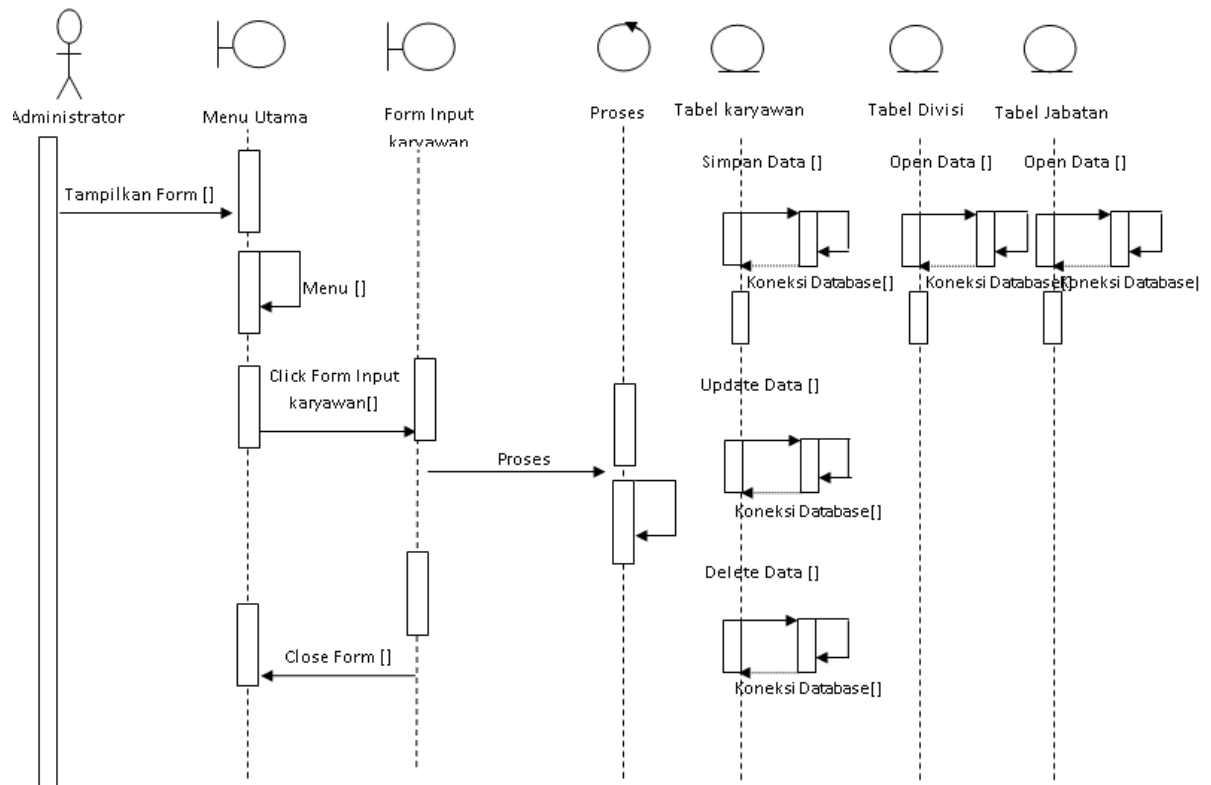 Administrator
Menu Utama
Form Input
karyawan
Proses
Tabel karyawan
Tabel Divisi
Tabel Jabatan
Simpan Data []
Open Data []
Open Data []
Tampilkan Form []
Koneksi Database[]
Koneksi Database[]
Koneksi Database[
Menu []
Click Form Input
karyawan[]
Update Data []
Proses
Koneksi Database[]
Delete Data []
Close Form []
Koneksi Database[]